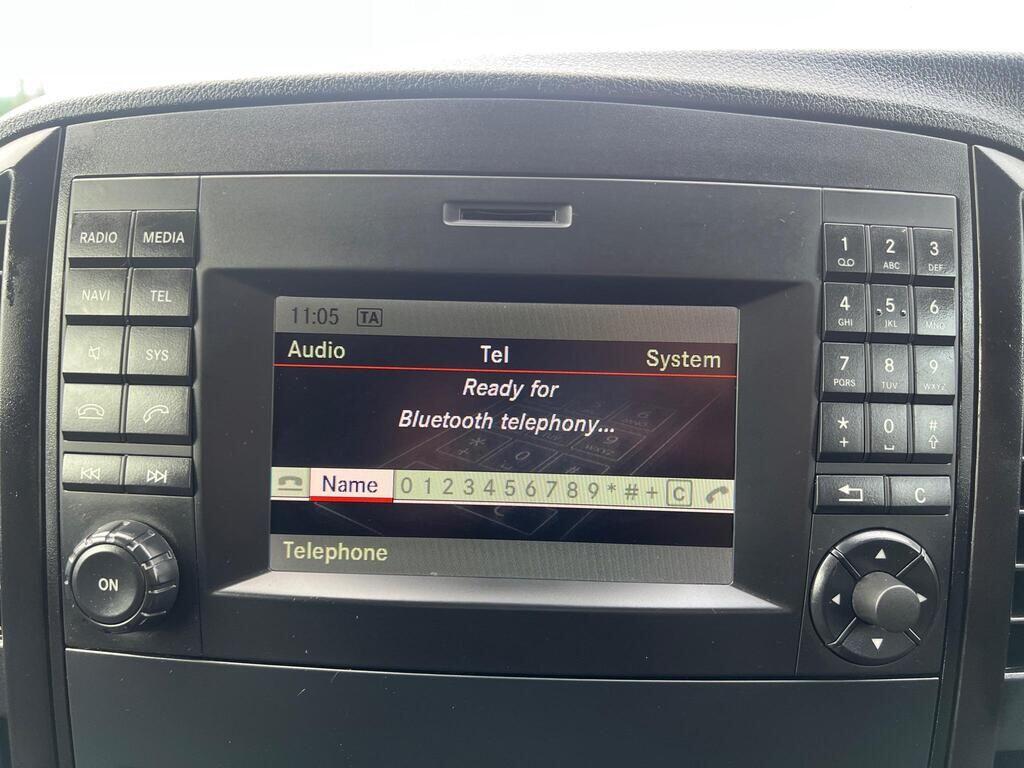 RADIO MEDIA
NAVI TEL
SYS
ON
11:05 TA
Audio Tel System
Ready for
Bluetooth telephony...
Name 0 1 2 3 4 5 6 7 8 9 * # + C
Telephone
1 2 ABC 3 DEF
4 GHI 5 JKL 6 MNO
7 PQRS 8 TUV 9 WXYZ
* + 0 #
C